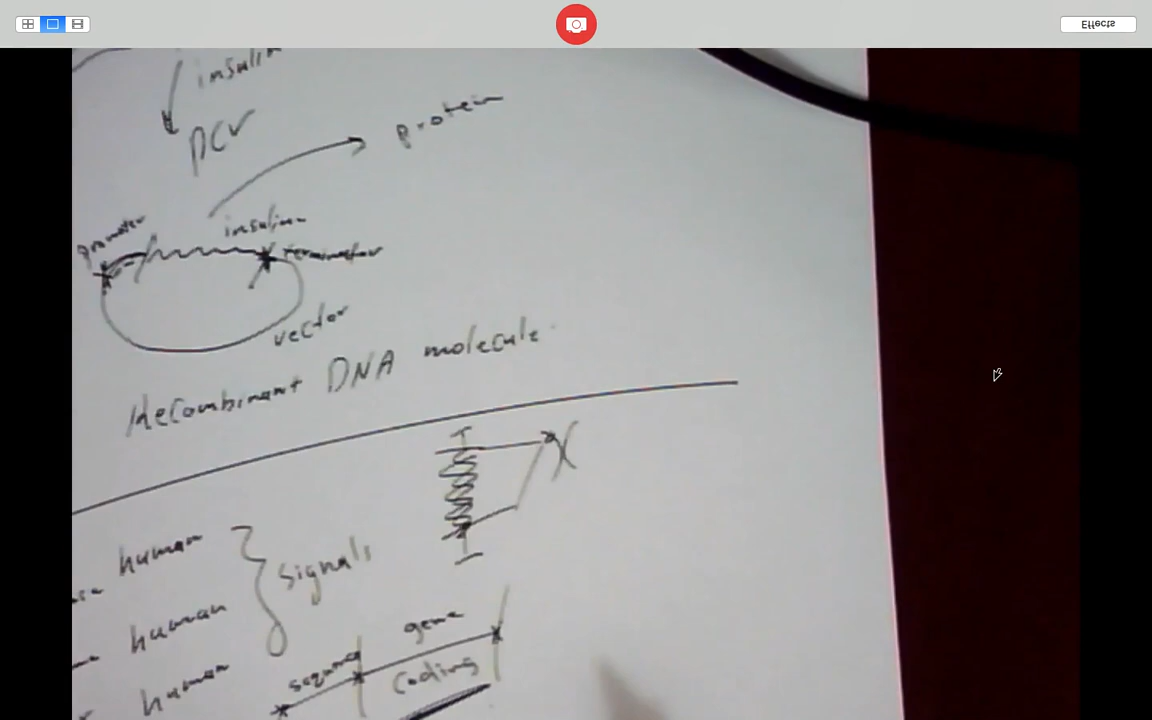 Effects
insulin
PCR
protein
promoter
insulin
terminator
vector
Recombinant DNA molecule
human
human
human
signals
gene
sequence
coding